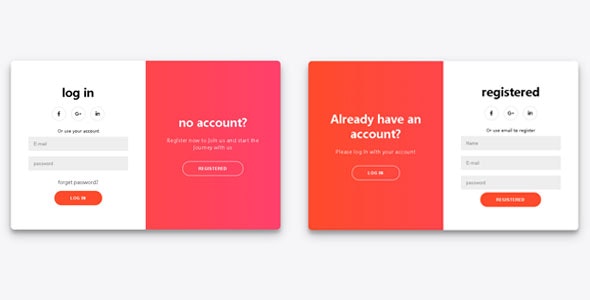 log in
f
G+
in
Or use your account
E-mail
password
forget password?
LOG IN
no account?
Register now to Join us and start the
Journey with us
REGISTERED
Already have an
account?
Please log in with your account
LOG IN
registered
f
G+
in
Or use email to register
Name
E-mail
password
REGISTERED